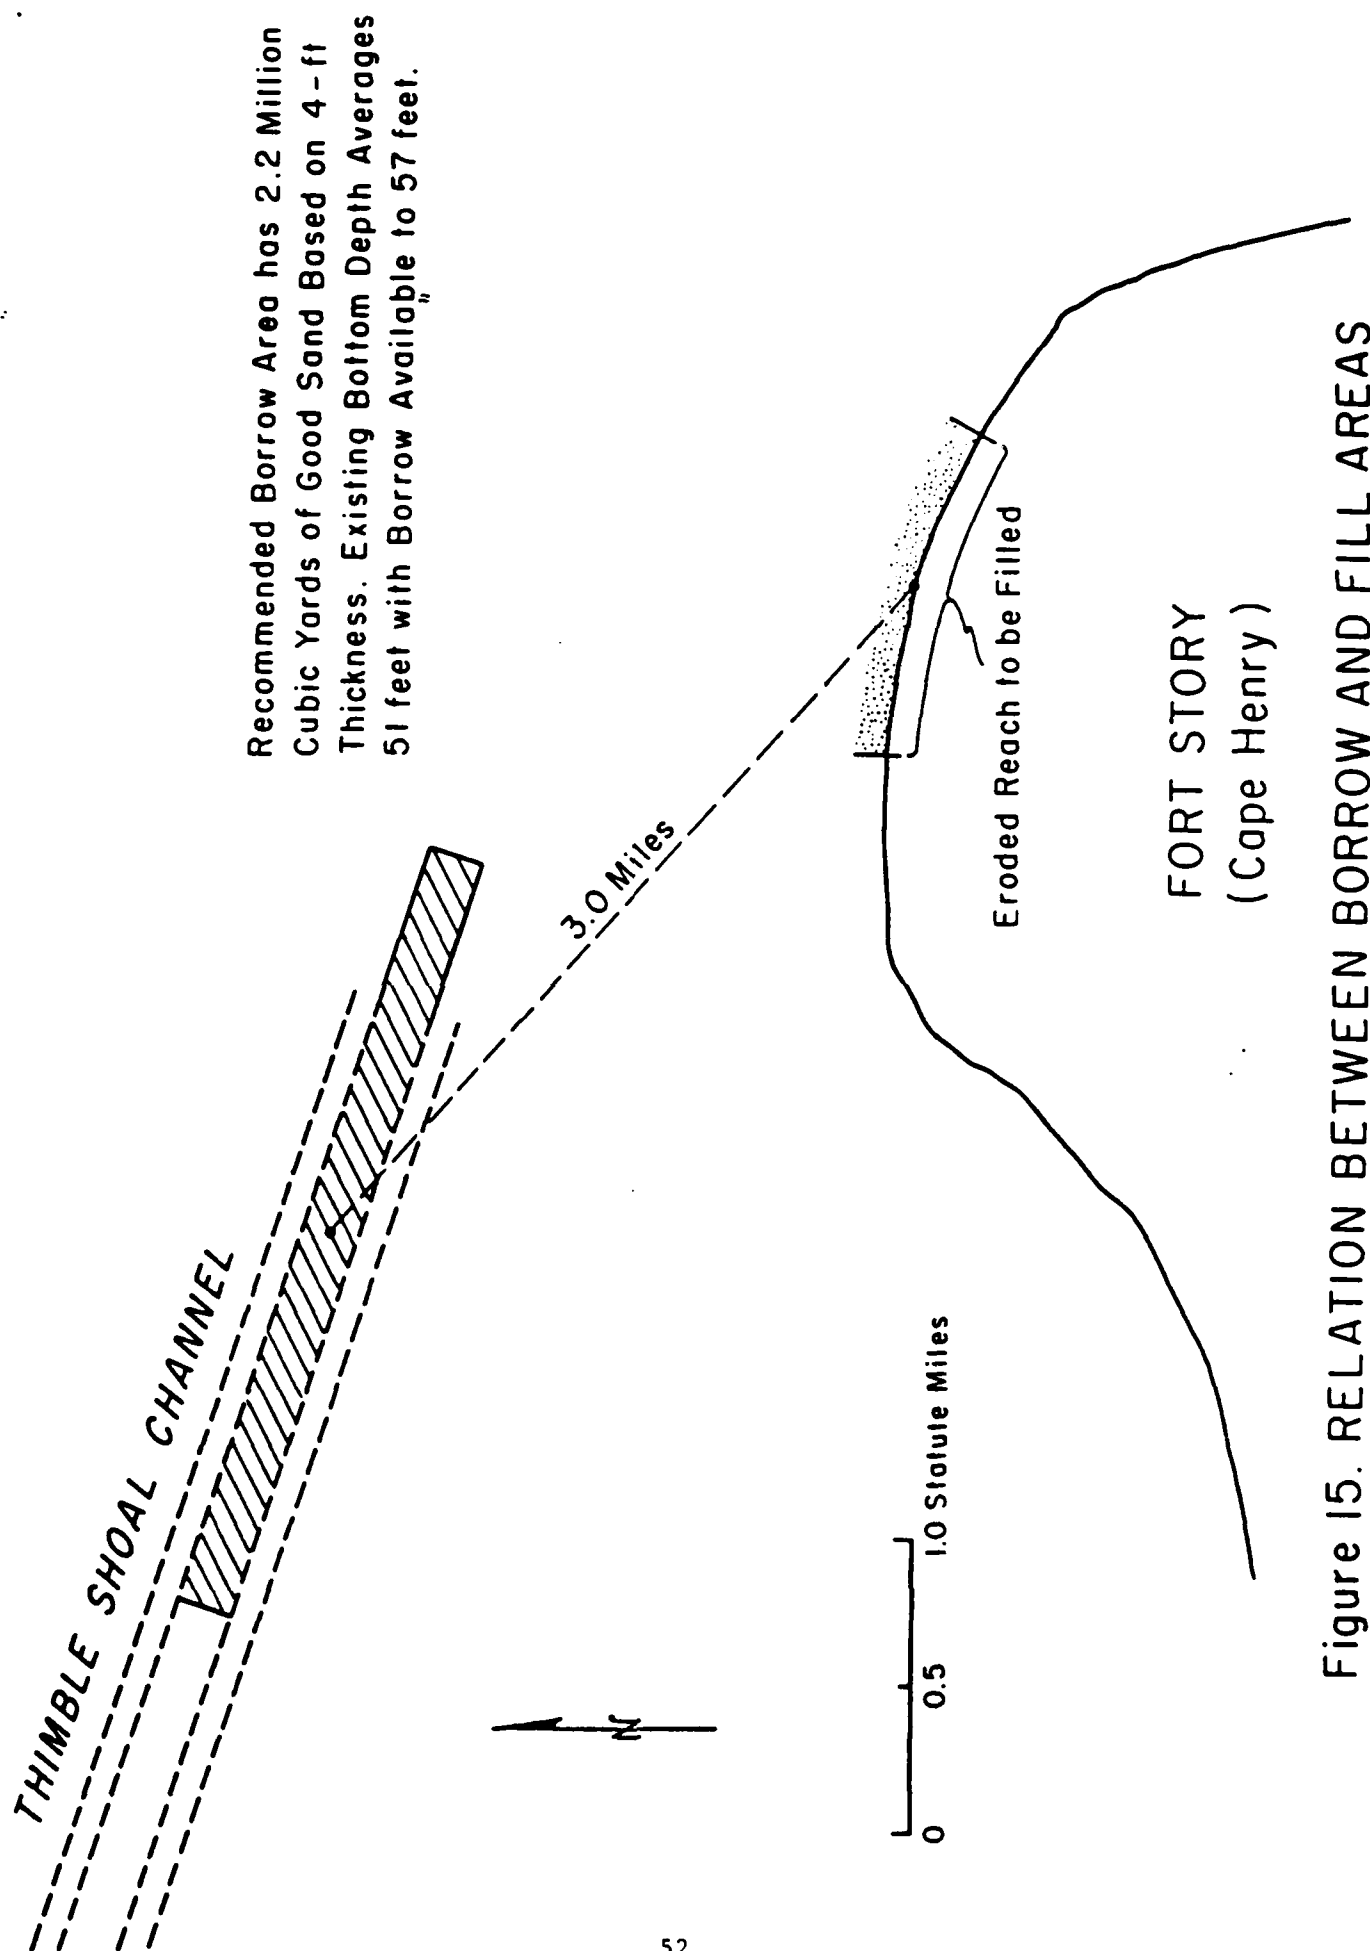 THIMBLE SHOAL CHANNEL
Recommended Borrow Area has 2.2 Million
Cubic Yards of Good Sand Based on 4-ft
Thickness. Existing Bottom Depth Averages
51 feet with Borrow Available to 57 feet.
3.0 Miles
N
Eroded Reach to be Filled
0 0.5 1.0 Statute Miles
FORT STORY
(Cape Henry)
Figure 15. RELATION BETWEEN BORROW AND FILL AREAS
52